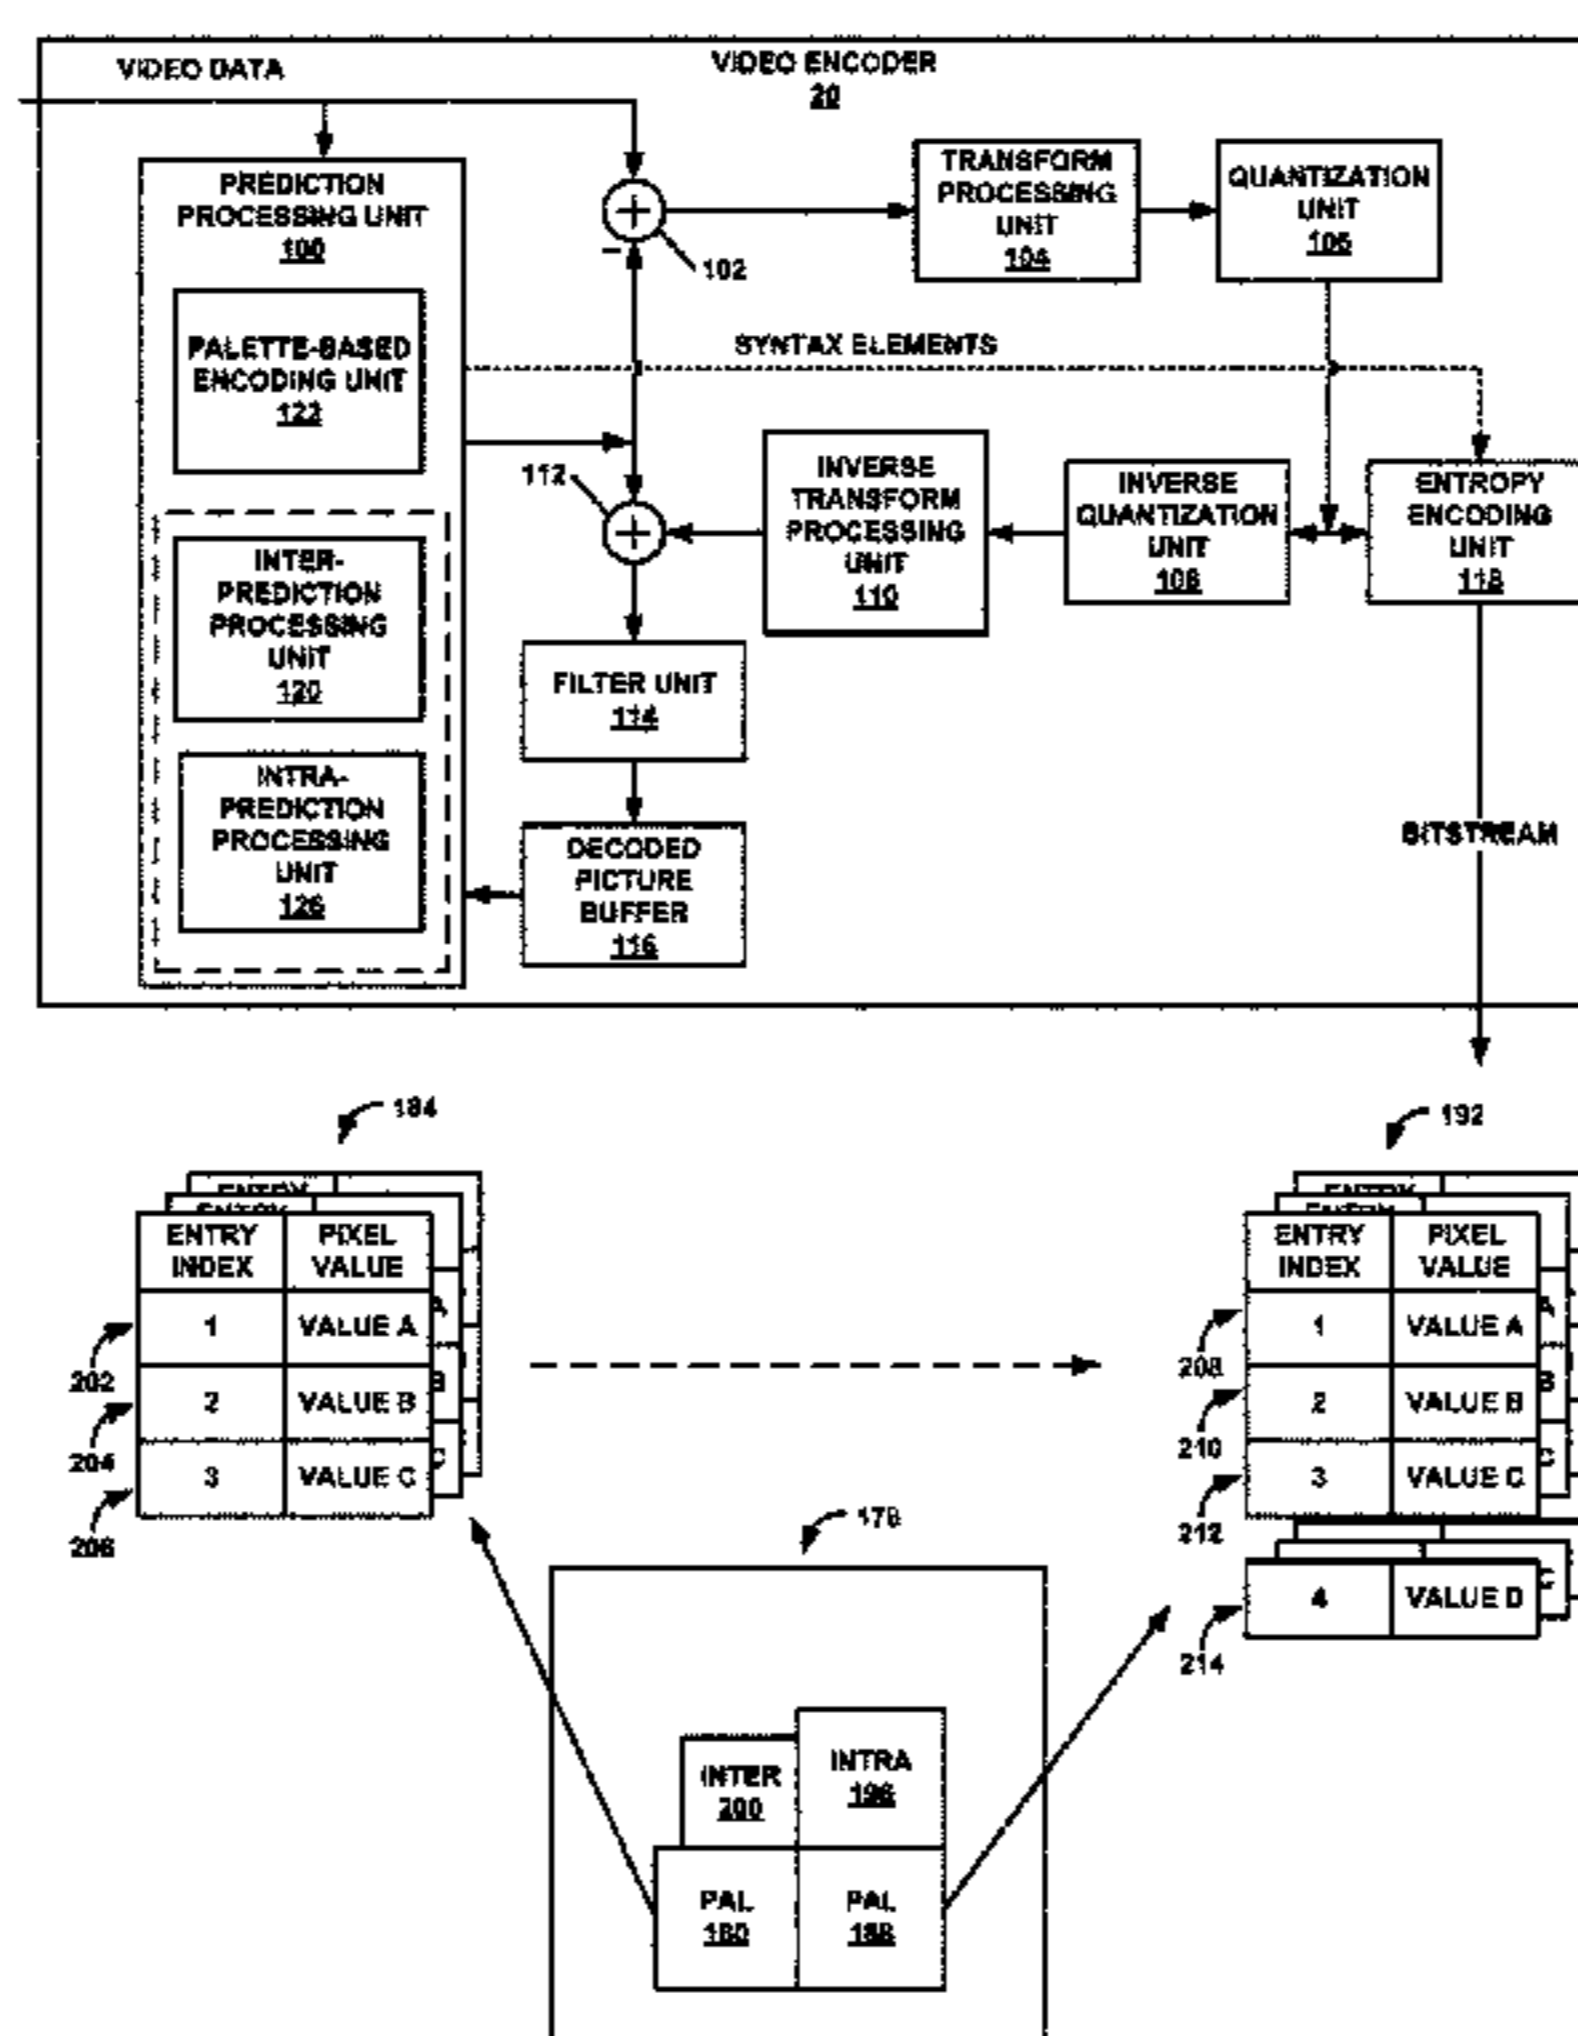 VIDEO DATA
VIDEO ENCODER
20
PREDICTION
PROCESSING UNIT
100
PALETTE-BASED
ENCODING UNIT
122
INTER-
PREDICTION
PROCESSING
UNIT
120
INTRA-
PREDICTION
PROCESSING
UNIT
126
102
TRANSFORM
PROCESSING
UNIT
104
QUANTIZATION
UNIT
106
SYNTAX ELEMENTS
112
INVERSE
TRANSFORM
PROCESSING
UNIT
110
INVERSE
QUANTIZATION
UNIT
108
ENTROPY
ENCODING
UNIT
118
FILTER UNIT
114
DECODED
PICTURE
BUFFER
116
BITSTREAM
184
ENTRY
ENTRY
ENTRY
INDEX
PIXEL
VALUE
1
VALUE A
A
2
VALUE B
B
3
VALUE C
C
202
204
206
192
ENTRY
ENTRY
ENTRY
INDEX
PIXEL
VALUE
1
VALUE A
A
2
VALUE B
B
3
VALUE C
C
4
VALUE D
C
208
210
212
214
178
INTER
200
INTRA
196
PAL
180
PAL
188